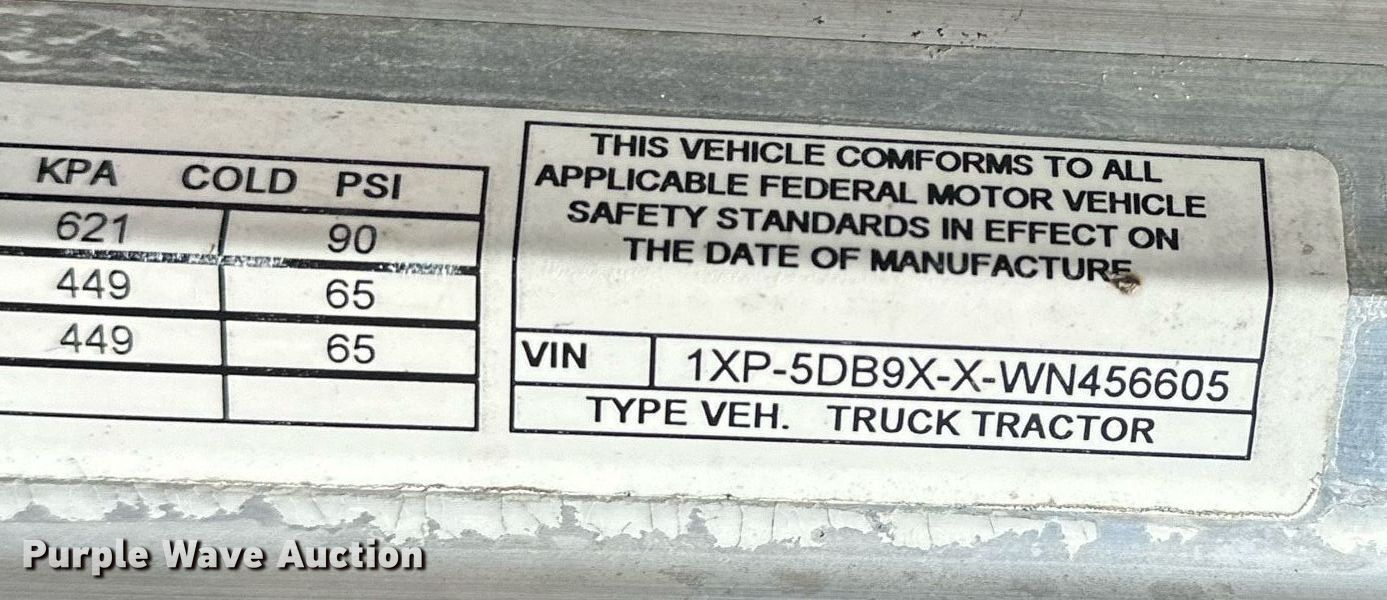 KPA COLD PSI
621 90
449 65
449 65
THIS VEHICLE COMFORMS TO ALL
APPLICABLE FEDERAL MOTOR VEHICLE
SAFETY STANDARDS IN EFFECT ON
THE DATE OF MANUFACTURE
VIN 1XP-5DB9X-X-WN456605
TYPE VEH. TRUCK TRACTOR
Purple Wave Auction